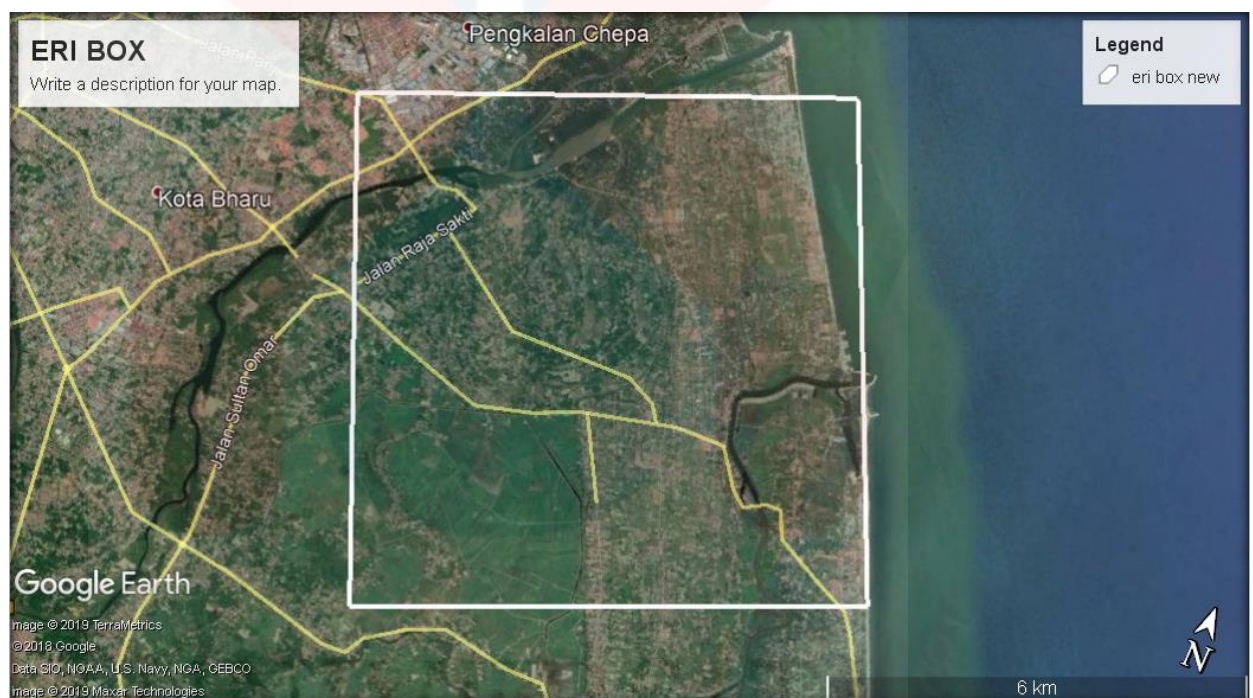 ERI BOX
Write a description for your map.
Pengkalan Chepa
Legend
eri box new
Kota Bharu
Jalan Raja Sakti
Jalan Sultan Omar
Google Earth
mage © 2019 TerraMetrics
©2018 Google
Data SIO, NOAA, U.S. Navy, NGA, GEBCO
mage © 2019 Maxar Technologies
N
6 km